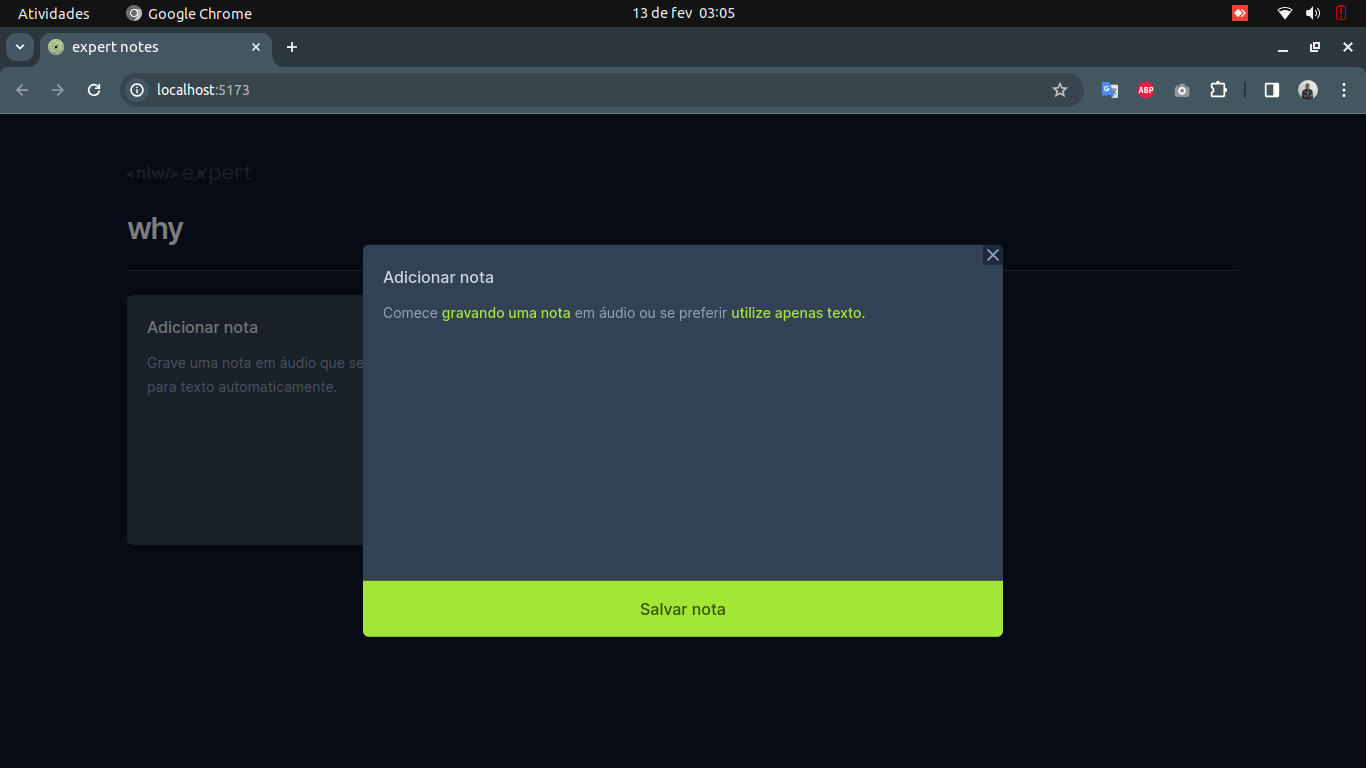 Atividades Google Chrome 13 de fev 03:05
expert notes
localhost:5173
ABP
<nlw/> expert
why
Adicionar nota
Comece gravando uma nota em áudio ou se preferir utilize apenas texto.
Salvar nota
Adicionar nota
Grave uma nota em áudio que se
para texto automaticamente.